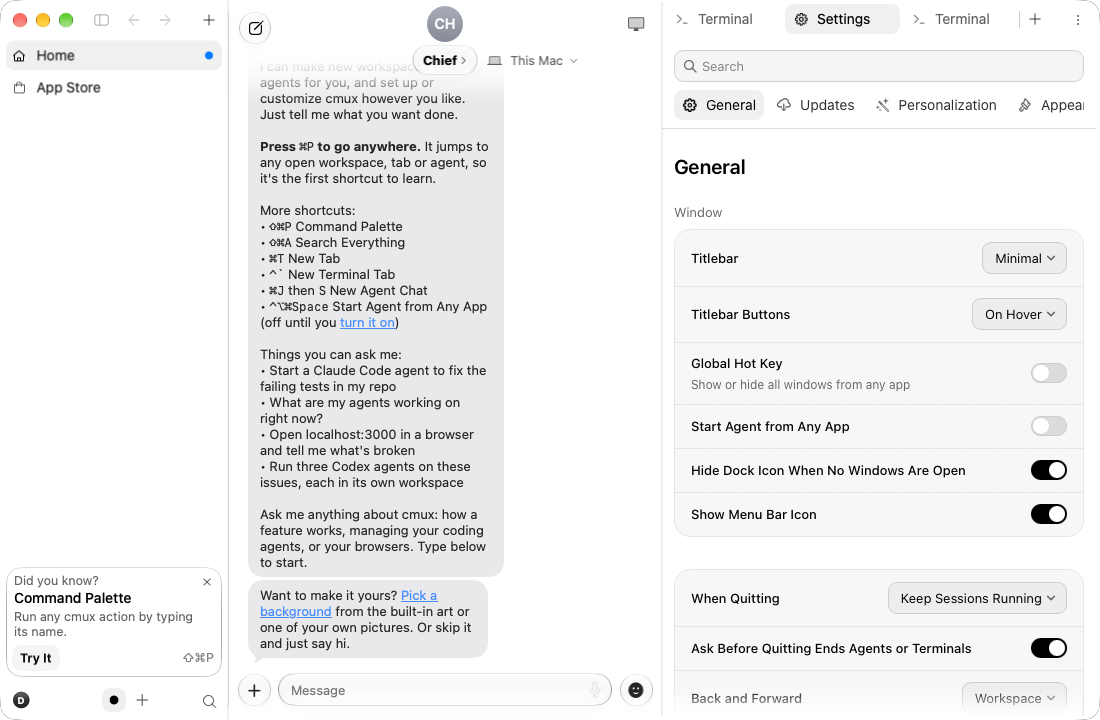 Home
App Store
Did you know?
Command Palette
Run any cmux action by typing
its name.
Try It
⇧⌘P
D
CH
Chief
This Mac
I can make new workspaces
agents for you, and set up or
customize cmux however you like.
Just tell me what you want done.
Press ⌘P to go anywhere. It jumps to
any open workspace, tab or agent, so
it's the first shortcut to learn.
More shortcuts:
• ⇧⌘P Command Palette
• ⇧⌘A Search Everything
• ⌘T New Tab
• ^` New Terminal Tab
• ⌘J then S New Agent Chat
• ^⌥⌘Space Start Agent from Any App
(off until you turn it on)
Things you can ask me:
• Start a Claude Code agent to fix the
failing tests in my repo
• What are my agents working on
right now?
• Open localhost:3000 in a browser
and tell me what's broken
• Run three Codex agents on these
issues, each in its own workspace
Ask me anything about cmux: how a
feature works, managing your coding
agents, or your browsers. Type below
to start.
Want to make it yours? Pick a
background from the built-in art or
one of your own pictures. Or skip it
and just say hi.
Message
Terminal
Settings
Terminal
Search
General
Updates
Personalization
Appear
General
Window
Titlebar
Minimal
Titlebar Buttons
On Hover
Global Hot Key
Show or hide all windows from any app
Start Agent from Any App
Hide Dock Icon When No Windows Are Open
Show Menu Bar Icon
When Quitting
Keep Sessions Running
Ask Before Quitting Ends Agents or Terminals
Back and Forward
Workspace